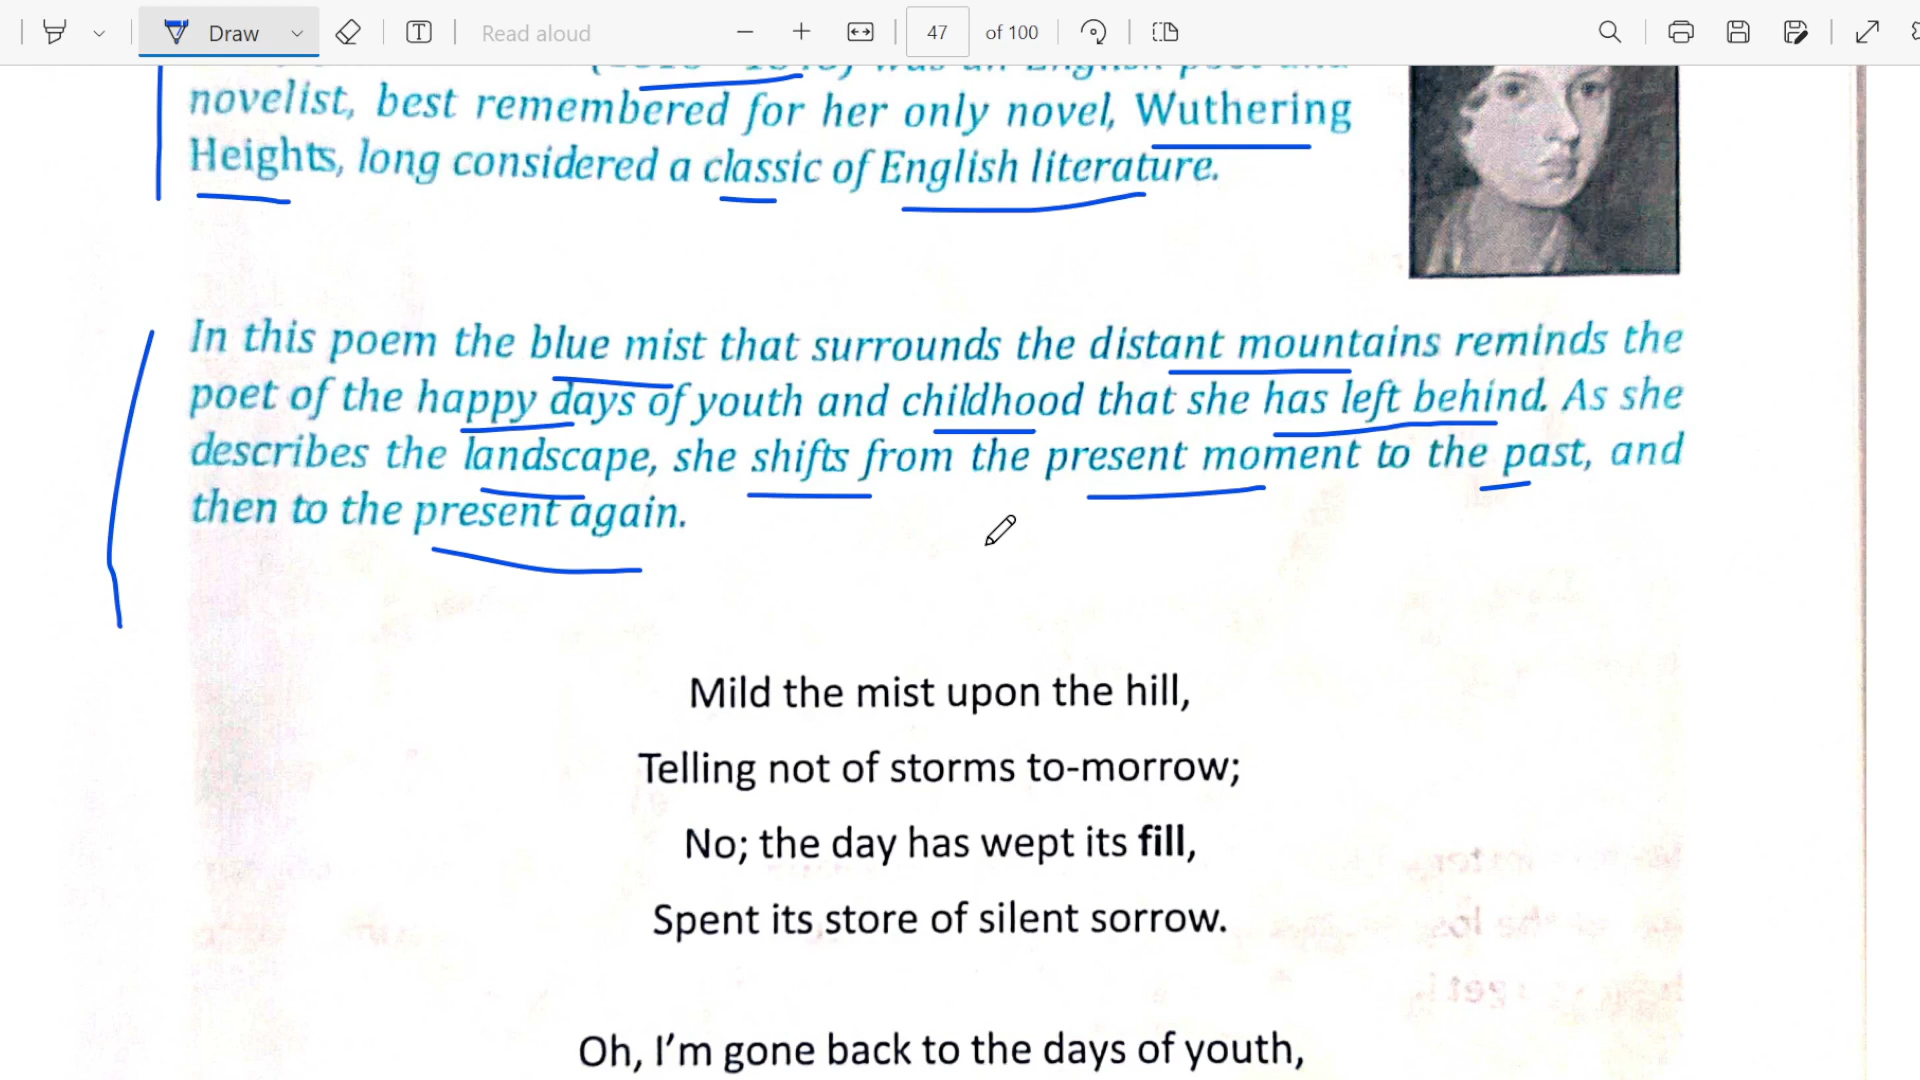 Draw
Read aloud
47 of 100
was an English poet and
novelist, best remembered for her only novel, Wuthering
Heights, long considered a classic of English literature.
In this poem the blue mist that surrounds the distant mountains reminds the
poet of the happy days of youth and childhood that she has left behind. As she
describes the landscape, she shifts from the present moment to the past, and
then to the present again.
Mild the mist upon the hill,
Telling not of storms to-morrow;
No; the day has wept its fill,
Spent its store of silent sorrow.
Oh, I'm gone back to the days of youth,